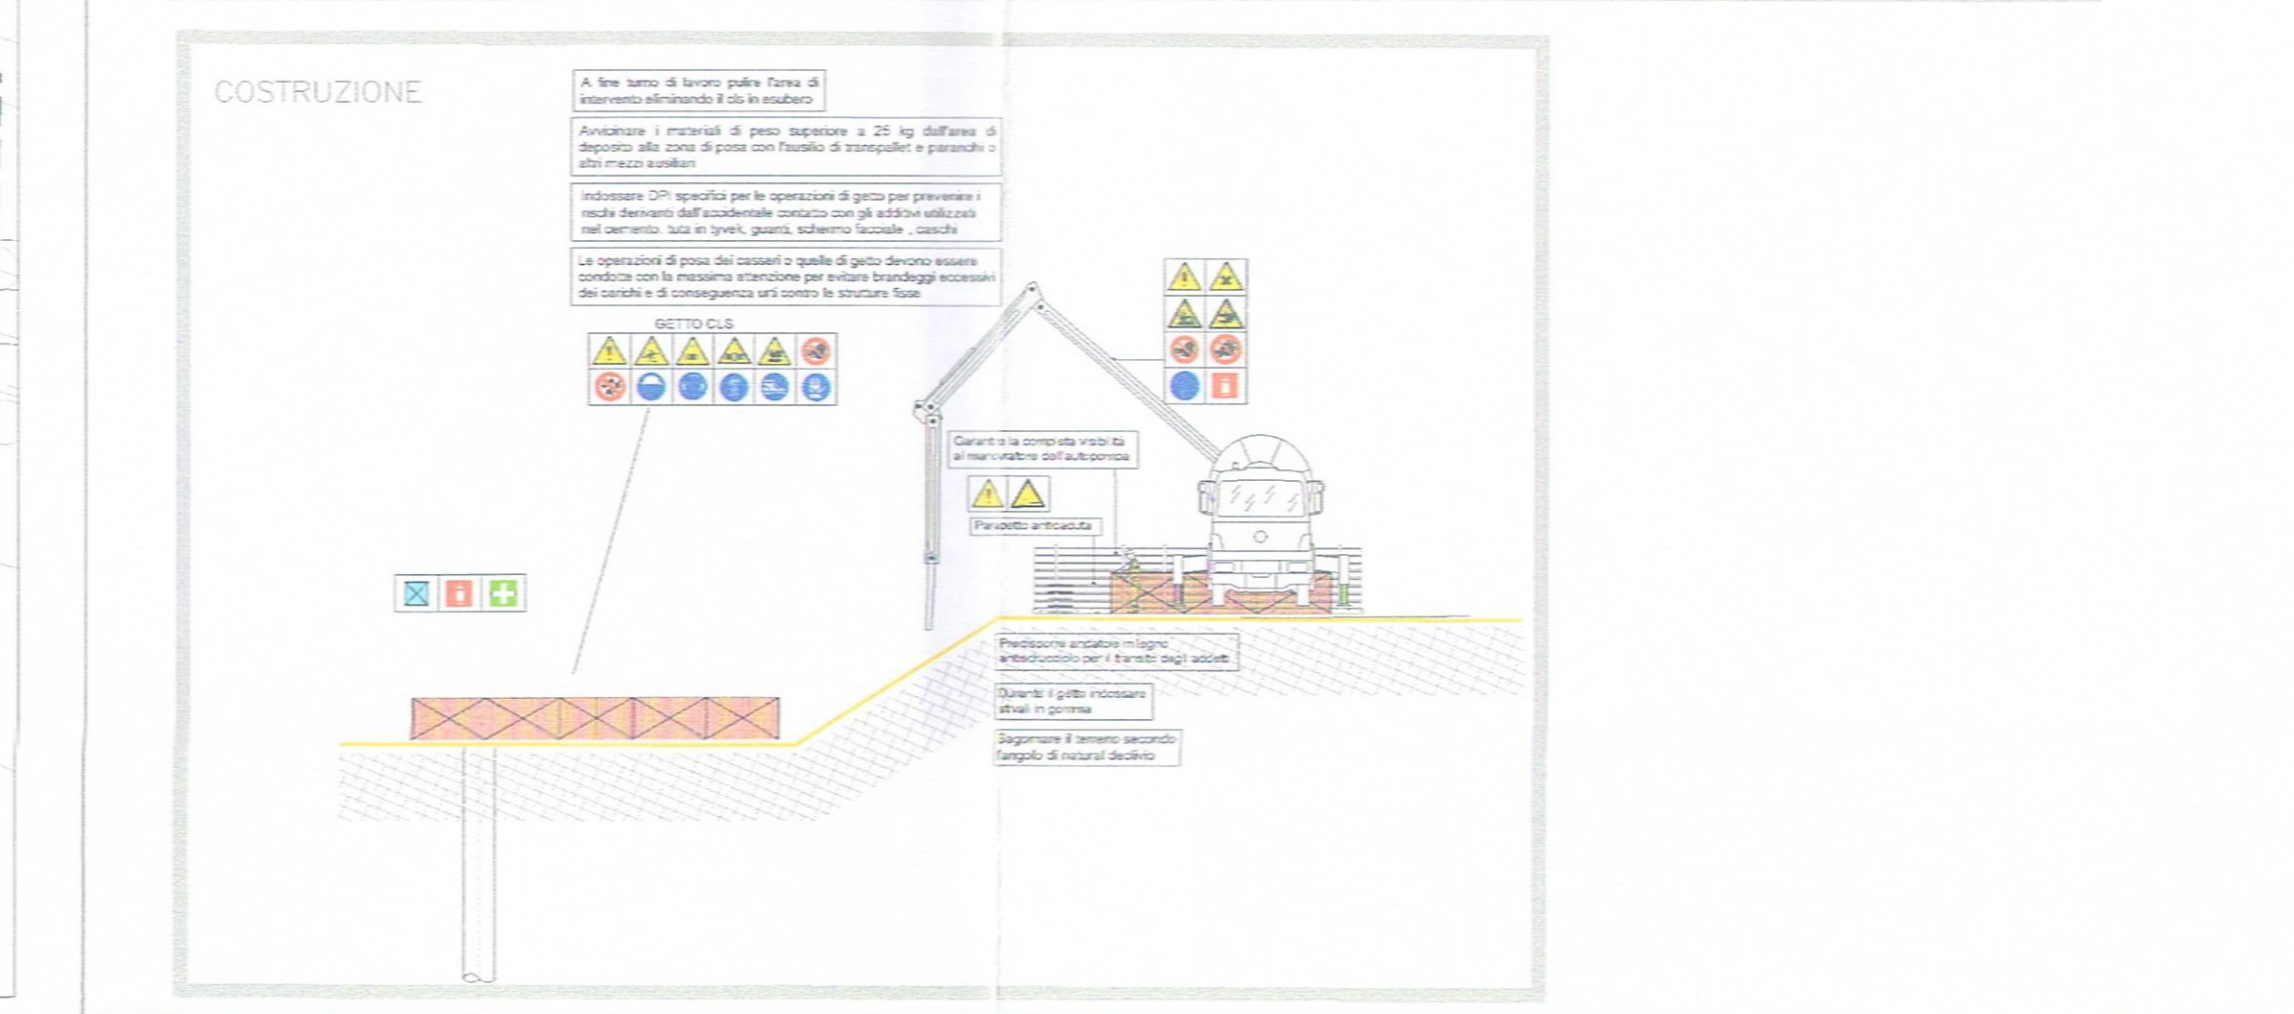 COSTRUZIONE
A fine turno di lavoro pulire l'area di
intervento eliminando il cls in esubero
Avvicinare i materiali di peso superiore a 25 kg dall'area di
deposito alla zona di posa con l'ausilio di transpallet e paranchi o
altri mezzi ausiliari
Indossare DPI specifici per le operazioni di getto per prevenire i
rischi derivanti dall'accidentale contatto con gli additivi utilizzati
nel cemento, tuta in tyvek, guanti, schermo facciale , caschi
Le operazioni di posa dei casseri o quelle di getto devono essere
condotte con la massima attenzione per evitare brandeggi eccessivi
dei carichi e di conseguenza urti contro le strutture fisse
GETTO CLS
Garantire la completa visibilità
al manovratore dell'autopompa
Parapetto anticaduta
Predisporre andatoie in legno
antisdrucciolo per il transito degli addetti
Durante il getto indossare
stivali in gomma
Sagomare il terreno secondo
l'angolo di natural declivio